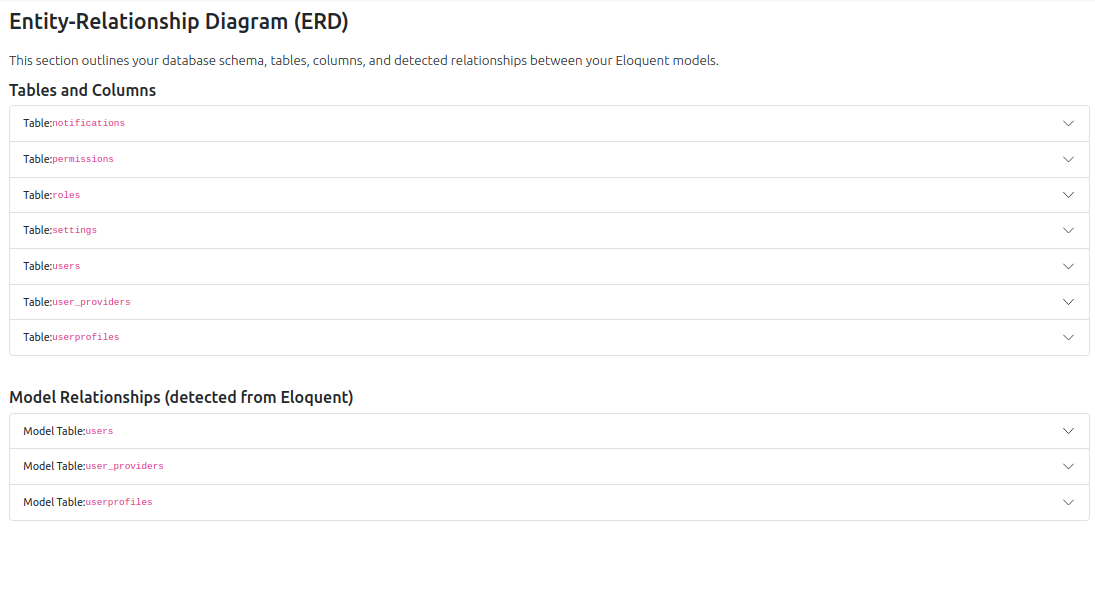 Entity-Relationship Diagram (ERD)
This section outlines your database schema, tables, columns, and detected relationships between your Eloquent models.
Tables and Columns
Table:notifications
Table:permissions
Table:roles
Table:settings
Table:users
Table:user_providers
Table:userprofiles
Model Relationships (detected from Eloquent)
Model Table:users
Model Table:user_providers
Model Table:userprofiles